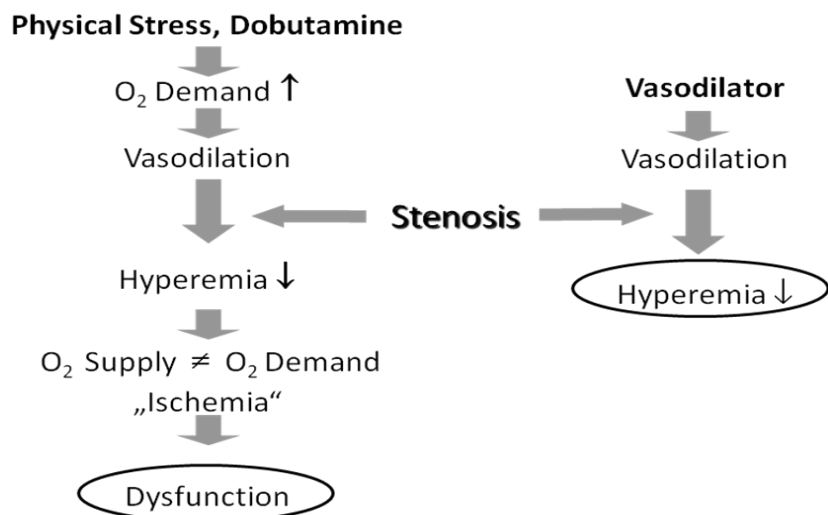 Physical Stress, Dobutamine
O₂ Demand ↑
Vasodilation
Hyperemia ↓
O₂ Supply ≠ O₂ Demand
„Ischemia“
Dysfunction
Stenosis
Vasodilator
Vasodilation
Hyperemia ↓